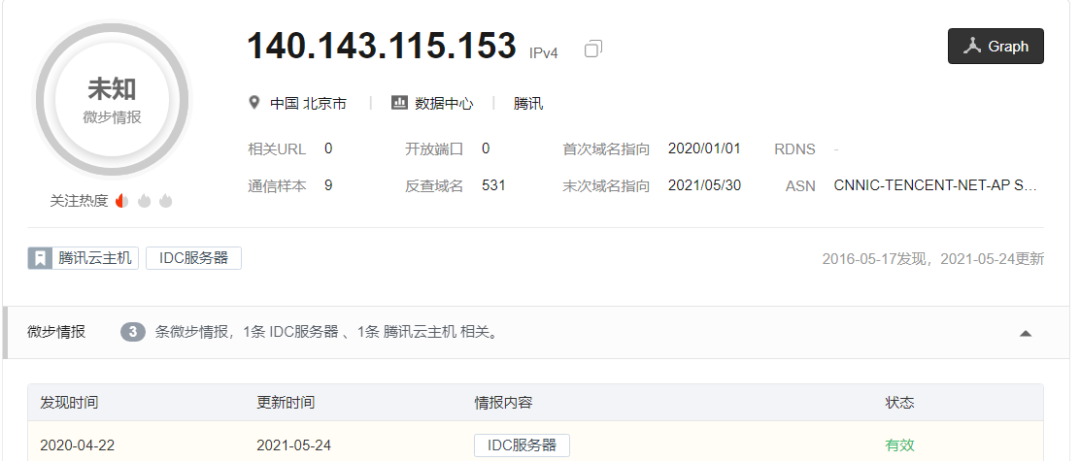 140.143.115.153 IPv4
Graph
未知
微步情报
中国 北京市 数据中心 腾讯
相关URL 0 开放端口 0 首次域名指向 2020/01/01 RDNS -
通信样本 9 反查域名 531 末次域名指向 2021/05/30 ASN CNNIC-TENCENT-NET-AP S...
关注热度
腾讯云主机 IDC服务器 2016-05-17发现，2021-05-24更新
微步情报 3 条微步情报，1条 IDC服务器 、1条 腾讯云主机 相关。
发现时间 更新时间 情报内容 状态
2020-04-22 2021-05-24 IDC服务器 有效